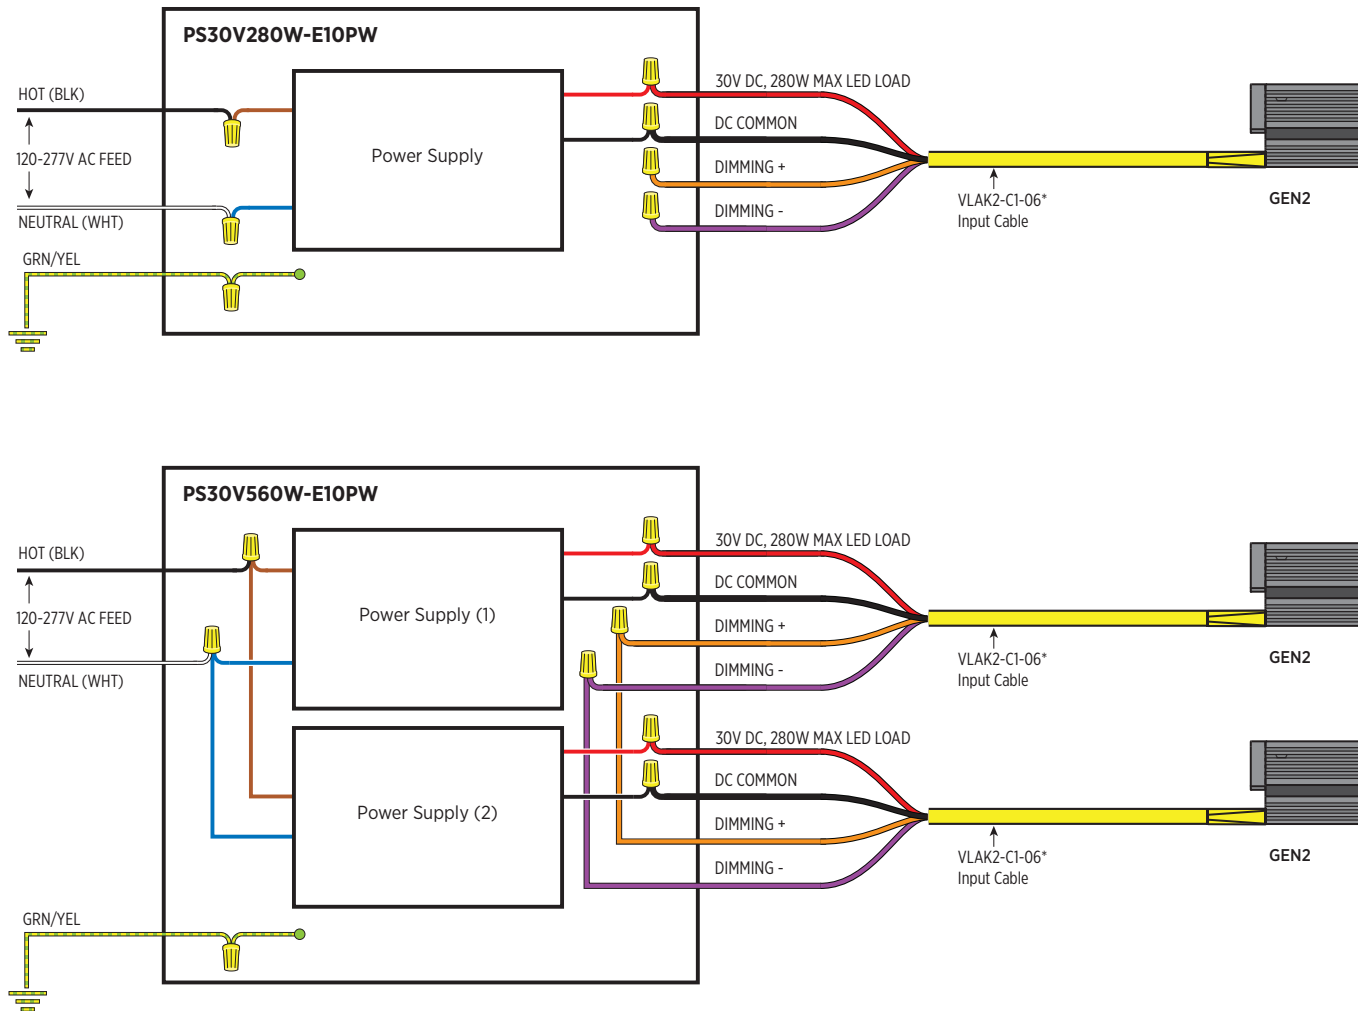 PS30V280W-E10PW
HOT (BLK)
120-277V AC FEED
NEUTRAL (WHT)
GRN/YEL
Power Supply
30V DC, 280W MAX LED LOAD
DC COMMON
DIMMING +
DIMMING -
VLAK2-C1-06*
Input Cable
GEN2
PS30V560W-E10PW
HOT (BLK)
120-277V AC FEED
NEUTRAL (WHT)
Power Supply (1)
30V DC, 280W MAX LED LOAD
DC COMMON
DIMMING +
DIMMING -
VLAK2-C1-06*
Input Cable
GEN2
Power Supply (2)
30V DC, 280W MAX LED LOAD
DC COMMON
DIMMING +
DIMMING -
VLAK2-C1-06*
Input Cable
GEN2
GRN/YEL